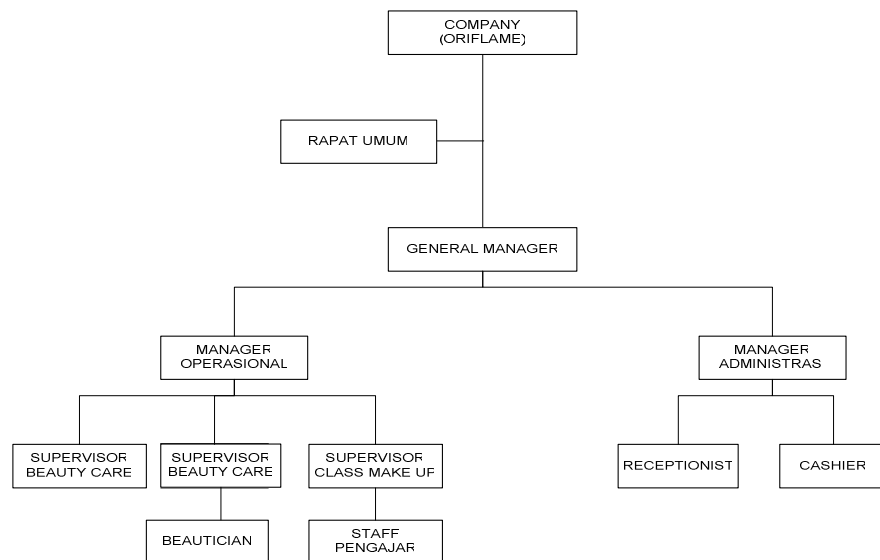 COMPANY
(ORIFLAME)
RAPAT UMUM
GENERAL MANAGER
MANAGER
OPERASIONAL
MANAGER
ADMINISTRAS
SUPERVISOR
BEAUTY CARE
SUPERVISOR
BEAUTY CARE
SUPERVISOR
CLASS MAKE UP
RECEPTIONIST
CASHIER
BEAUTICIAN
STAFF
PENGAJAR